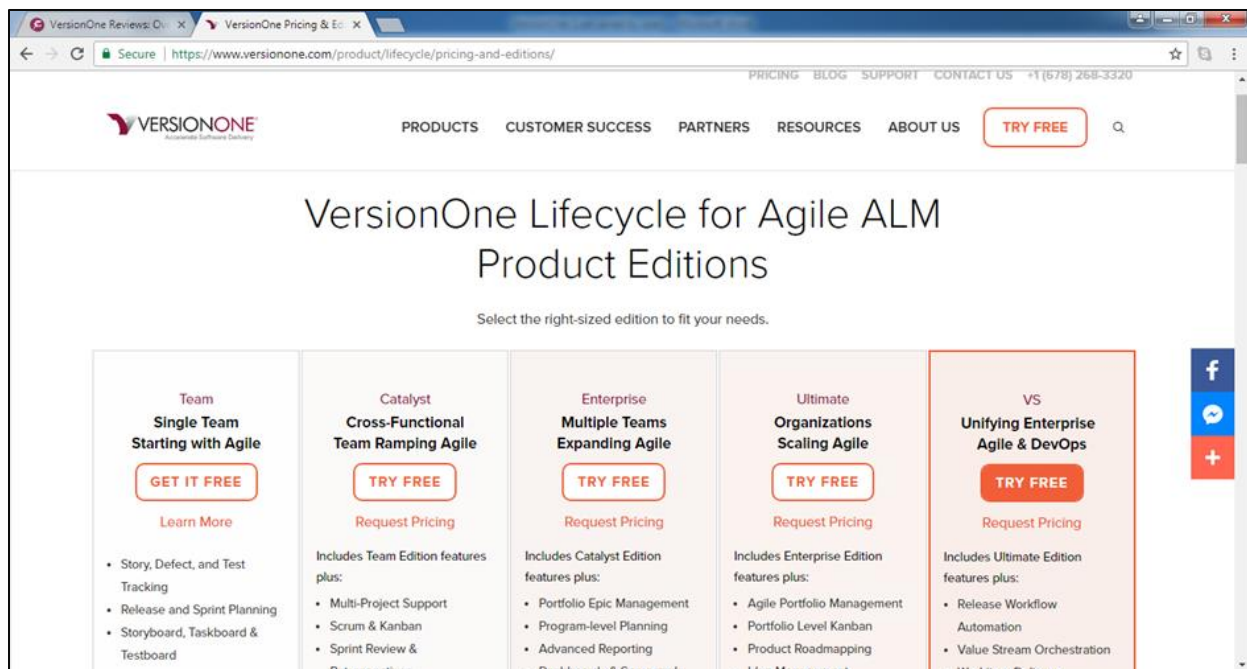 VersionOne Reviews: Ov
VersionOne Pricing & Ed
Secure | https://www.versionone.com/product/lifecycle/pricing-and-editions/
PRICING BLOG SUPPORT CONTACT US +1 (678) 268-3320
VERSIONONE
Accelerate Software Delivery
PRODUCTS CUSTOMER SUCCESS PARTNERS RESOURCES ABOUT US TRY FREE
VersionOne Lifecycle for Agile ALM
Product Editions
Select the right-sized edition to fit your needs.
Team
Single Team
Starting with Agile
GET IT FREE
Learn More
• Story, Defect, and Test
Tracking
• Release and Sprint Planning
• Storyboard, Taskboard &
Testboard
Catalyst
Cross-Functional
Team Ramping Agile
TRY FREE
Request Pricing
Includes Team Edition features
plus:
• Multi-Project Support
• Scrum & Kanban
• Sprint Review &
Enterprise
Multiple Teams
Expanding Agile
TRY FREE
Request Pricing
Includes Catalyst Edition
features plus:
• Portfolio Epic Management
• Program-level Planning
• Advanced Reporting
Ultimate
Organizations
Scaling Agile
TRY FREE
Request Pricing
Includes Enterprise Edition
features plus:
• Agile Portfolio Management
• Portfolio Level Kanban
• Product Roadmapping
VS
Unifying Enterprise
Agile & DevOps
TRY FREE
Request Pricing
Includes Ultimate Edition
features plus:
• Release Workflow
Automation
• Value Stream Orchestration